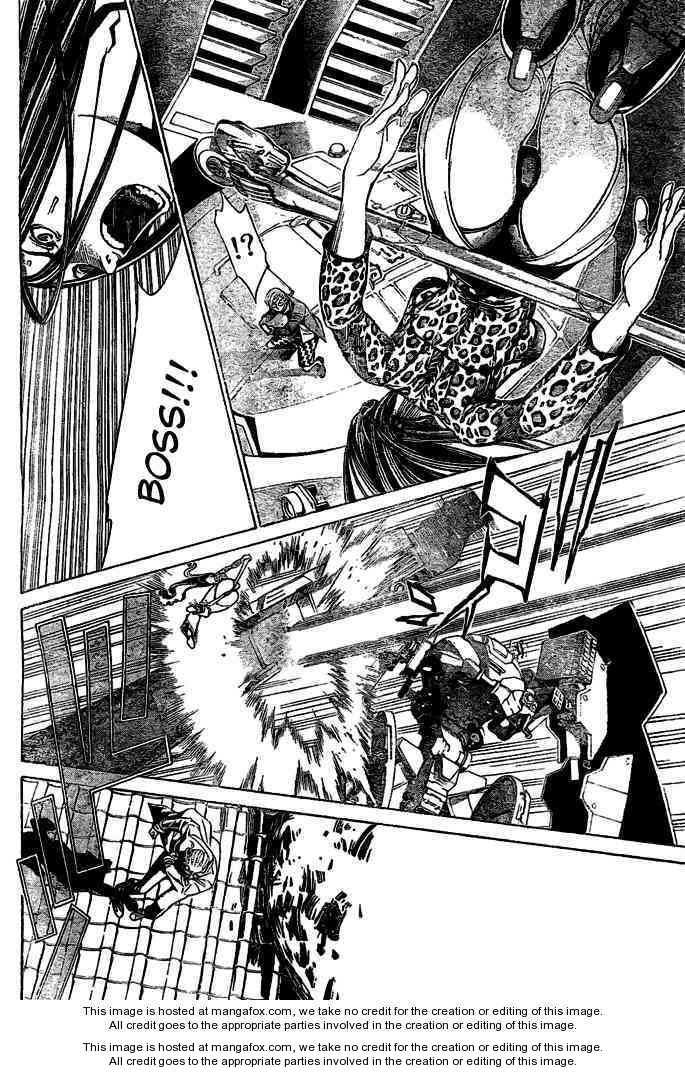 !?
BOSS!!!
This image is hosted at mangafox.com, we take no credit for the creation or editing of this image.
All credit goes to the appropriate parties involved in the creation or editing of this image.
This image is hosted at mangafox.com, we take no credit for the creation or editing of this image.
All credit goes to the appropriate parties involved in the creation or editing of this image.